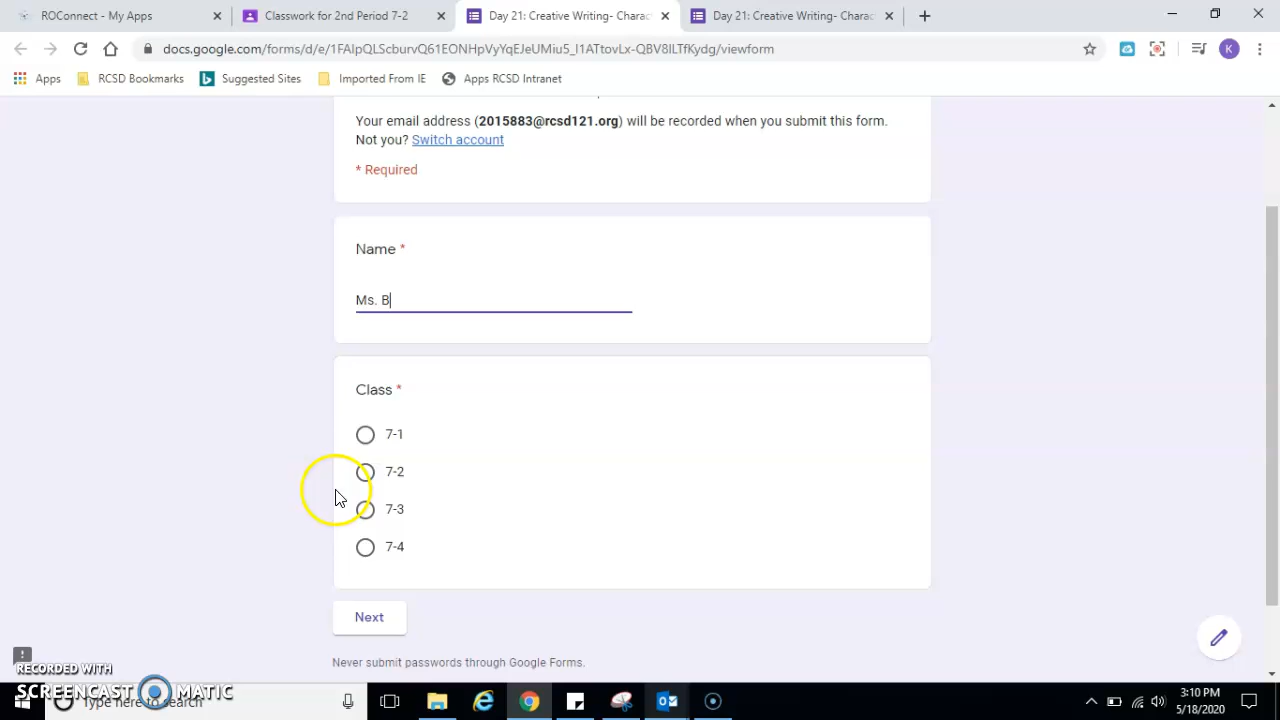 ROConnect - My Apps
Classwork for 2nd Period 7-2
Day 21: Creative Writing- Charac
Day 21: Creative Writing- Charac
docs.google.com/forms/d/e/1FAIpQLScburvQ61EONHpVyYqEJeUMiu5_I1ATtovLx-QBV8ILTfKydg/viewform
K
Apps
RCSD Bookmarks
Suggested Sites
Imported From IE
Apps RCSD Intranet
Your email address (2015883@rcsd121.org) will be recorded when you submit this form.
Not you? Switch account
* Required
Name *
Ms. B
Class *
7-1
7-2
7-3
7-4
Next
Never submit passwords through Google Forms.
RECORDED WITH
SCREENCAST MATIC
Type here to search
3:10 PM
5/18/2020